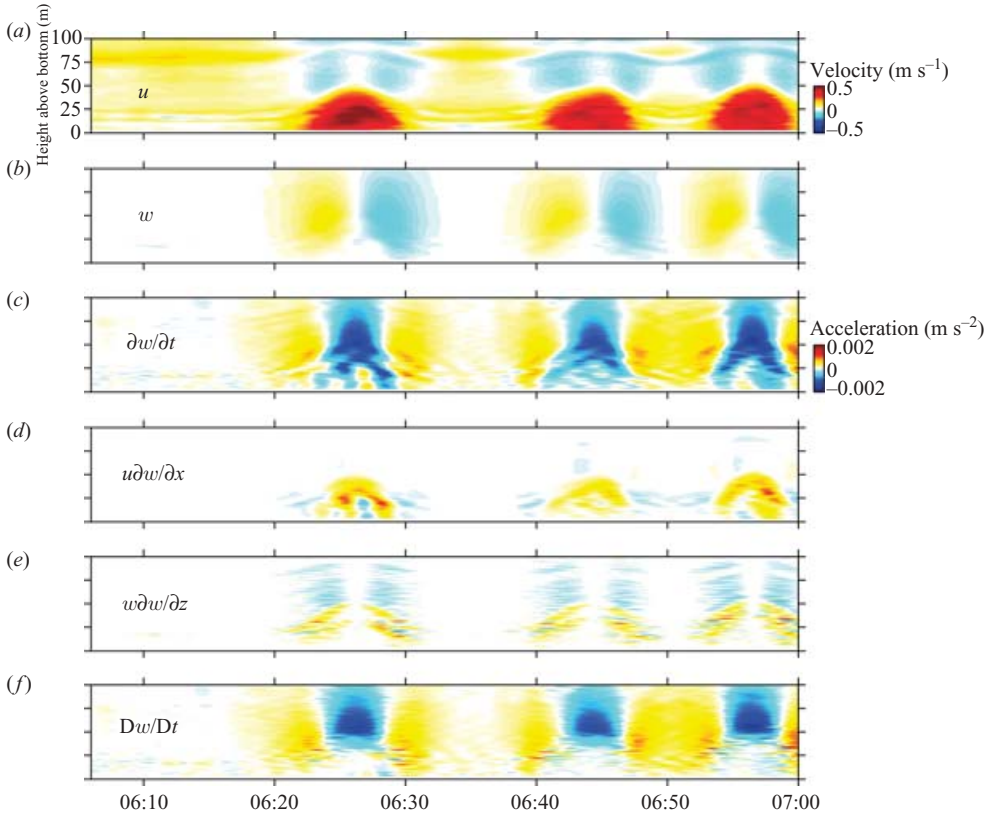 (a)
Height above bottom (m)
100
75
50
25
0
u
Velocity (m s–1)
0.5
0
–0.5
(b)
w
(c)
∂w/∂t
Acceleration (m s–2)
0.002
0
–0.002
(d)
u∂w/∂x
(e)
w∂w/∂z
(f)
Dw/Dt
06:10 06:20 06:30 06:40 06:50 07:00